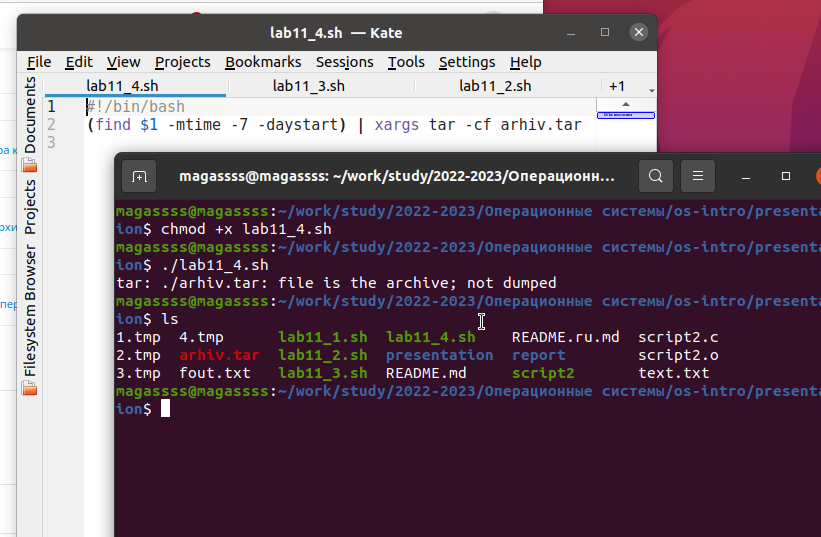 lab11_4.sh — Kate
File Edit View Projects Bookmarks Sessions Tools Settings Help
lab11_4.sh lab11_3.sh lab11_2.sh +1
Documents
Projects
Filesystem Browser
1 #!/bin/bash
2 (find $1 -mtime -7 -daystart) | xargs tar -cf arhiv.tar
3
magassss@magassss: ~/work/study/2022-2023/Операционн...
magassss@magassss:~/work/study/2022-2023/Операционные системы/os-intro/presenta
ion$ chmod +x lab11_4.sh
magassss@magassss:~/work/study/2022-2023/Операционные системы/os-intro/presenta
ion$ ./lab11_4.sh
tar: ./arhiv.tar: file is the archive; not dumped
magassss@magassss:~/work/study/2022-2023/Операционные системы/os-intro/presenta
ion$ ls
1.tmp 4.tmp lab11_1.sh lab11_4.sh README.ru.md script2.c
2.tmp arhiv.tar lab11_2.sh presentation report script2.o
3.tmp fout.txt lab11_3.sh README.md script2 text.txt
magassss@magassss:~/work/study/2022-2023/Операционные системы/os-intro/presenta
ion$